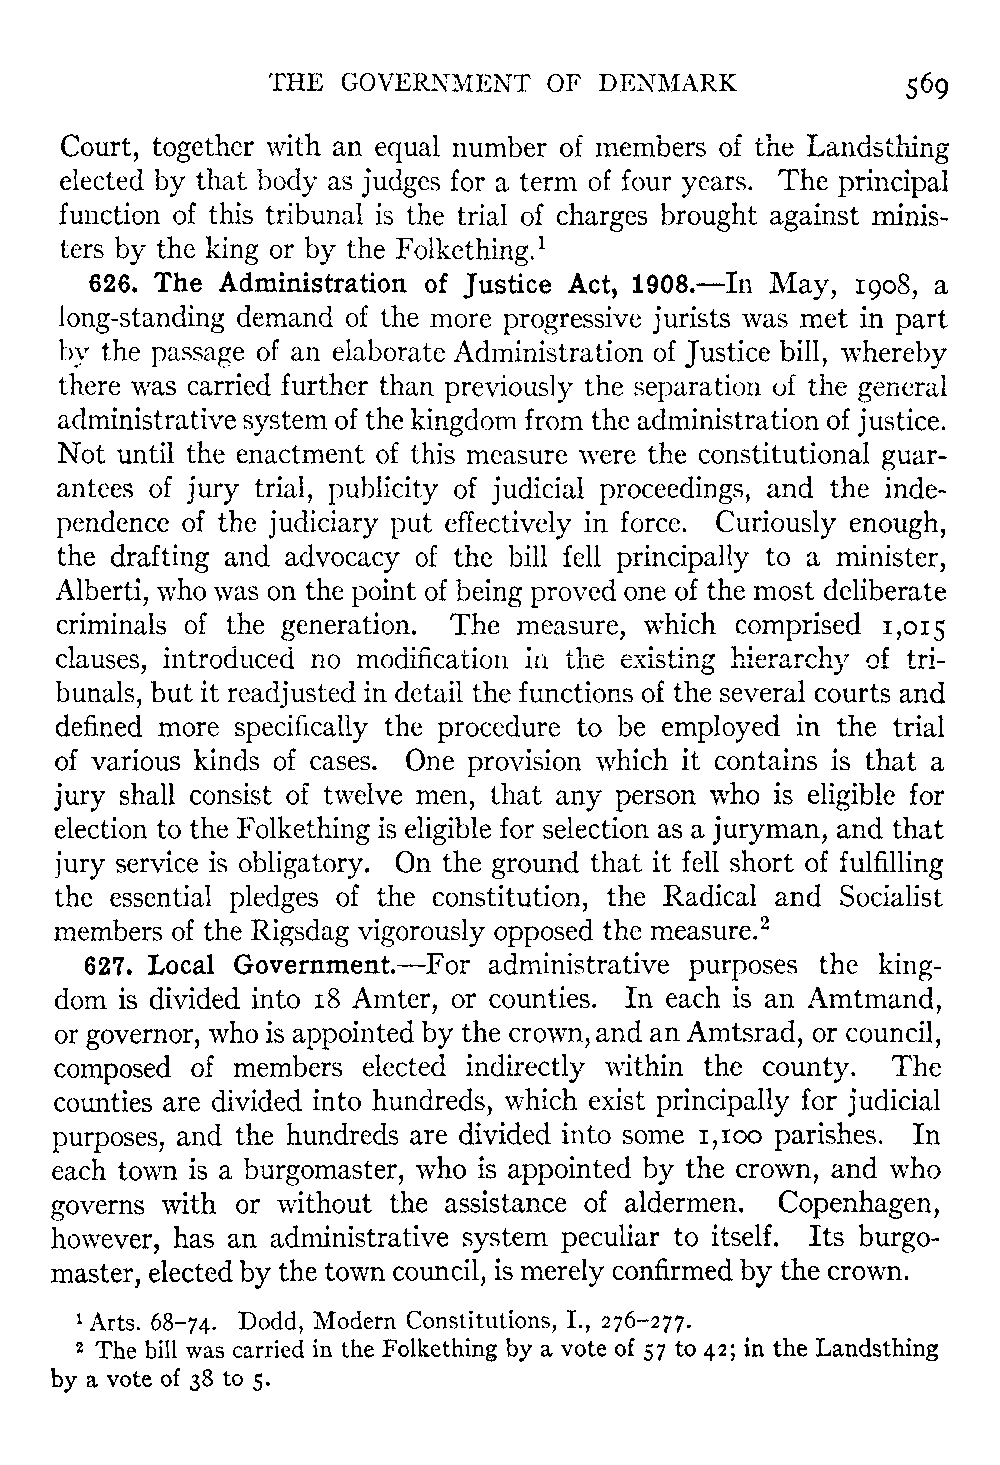 THE GOVERNMENT OF DENMARK 569
Court, together with an equal number of members of the Landsthing
elected by that body as judges for a term of four years. The principal
function of this tribunal is the trial of charges brought against minis-
ters by the king or by the Folkething.¹
626. The Administration of Justice Act, 1908.—In May, 1908, a
long-standing demand of the more progressive jurists was met in part
by the passage of an elaborate Administration of Justice bill, whereby
there was carried further than previously the separation of the general
administrative system of the kingdom from the administration of justice.
Not until the enactment of this measure were the constitutional guar-
antees of jury trial, publicity of judicial proceedings, and the inde-
pendence of the judiciary put effectively in force. Curiously enough,
the drafting and advocacy of the bill fell principally to a minister,
Alberti, who was on the point of being proved one of the most deliberate
criminals of the generation. The measure, which comprised 1,015
clauses, introduced no modification in the existing hierarchy of tri-
bunals, but it readjusted in detail the functions of the several courts and
defined more specifically the procedure to be employed in the trial
of various kinds of cases. One provision which it contains is that a
jury shall consist of twelve men, that any person who is eligible for
election to the Folkething is eligible for selection as a juryman, and that
jury service is obligatory. On the ground that it fell short of fulfilling
the essential pledges of the constitution, the Radical and Socialist
members of the Rigsdag vigorously opposed the measure.²
627. Local Government.—For administrative purposes the king-
dom is divided into 18 Amter, or counties. In each is an Amtmand,
or governor, who is appointed by the crown, and an Amtsrad, or council,
composed of members elected indirectly within the county. The
counties are divided into hundreds, which exist principally for judicial
purposes, and the hundreds are divided into some 1,100 parishes. In
each town is a burgomaster, who is appointed by the crown, and who
governs with or without the assistance of aldermen. Copenhagen,
however, has an administrative system peculiar to itself. Its burgo-
master, elected by the town council, is merely confirmed by the crown.
¹ Arts. 68–74. Dodd, Modern Constitutions, I., 276–277.
² The bill was carried in the Folkething by a vote of 57 to 42; in the Landsthing
by a vote of 38 to 5.